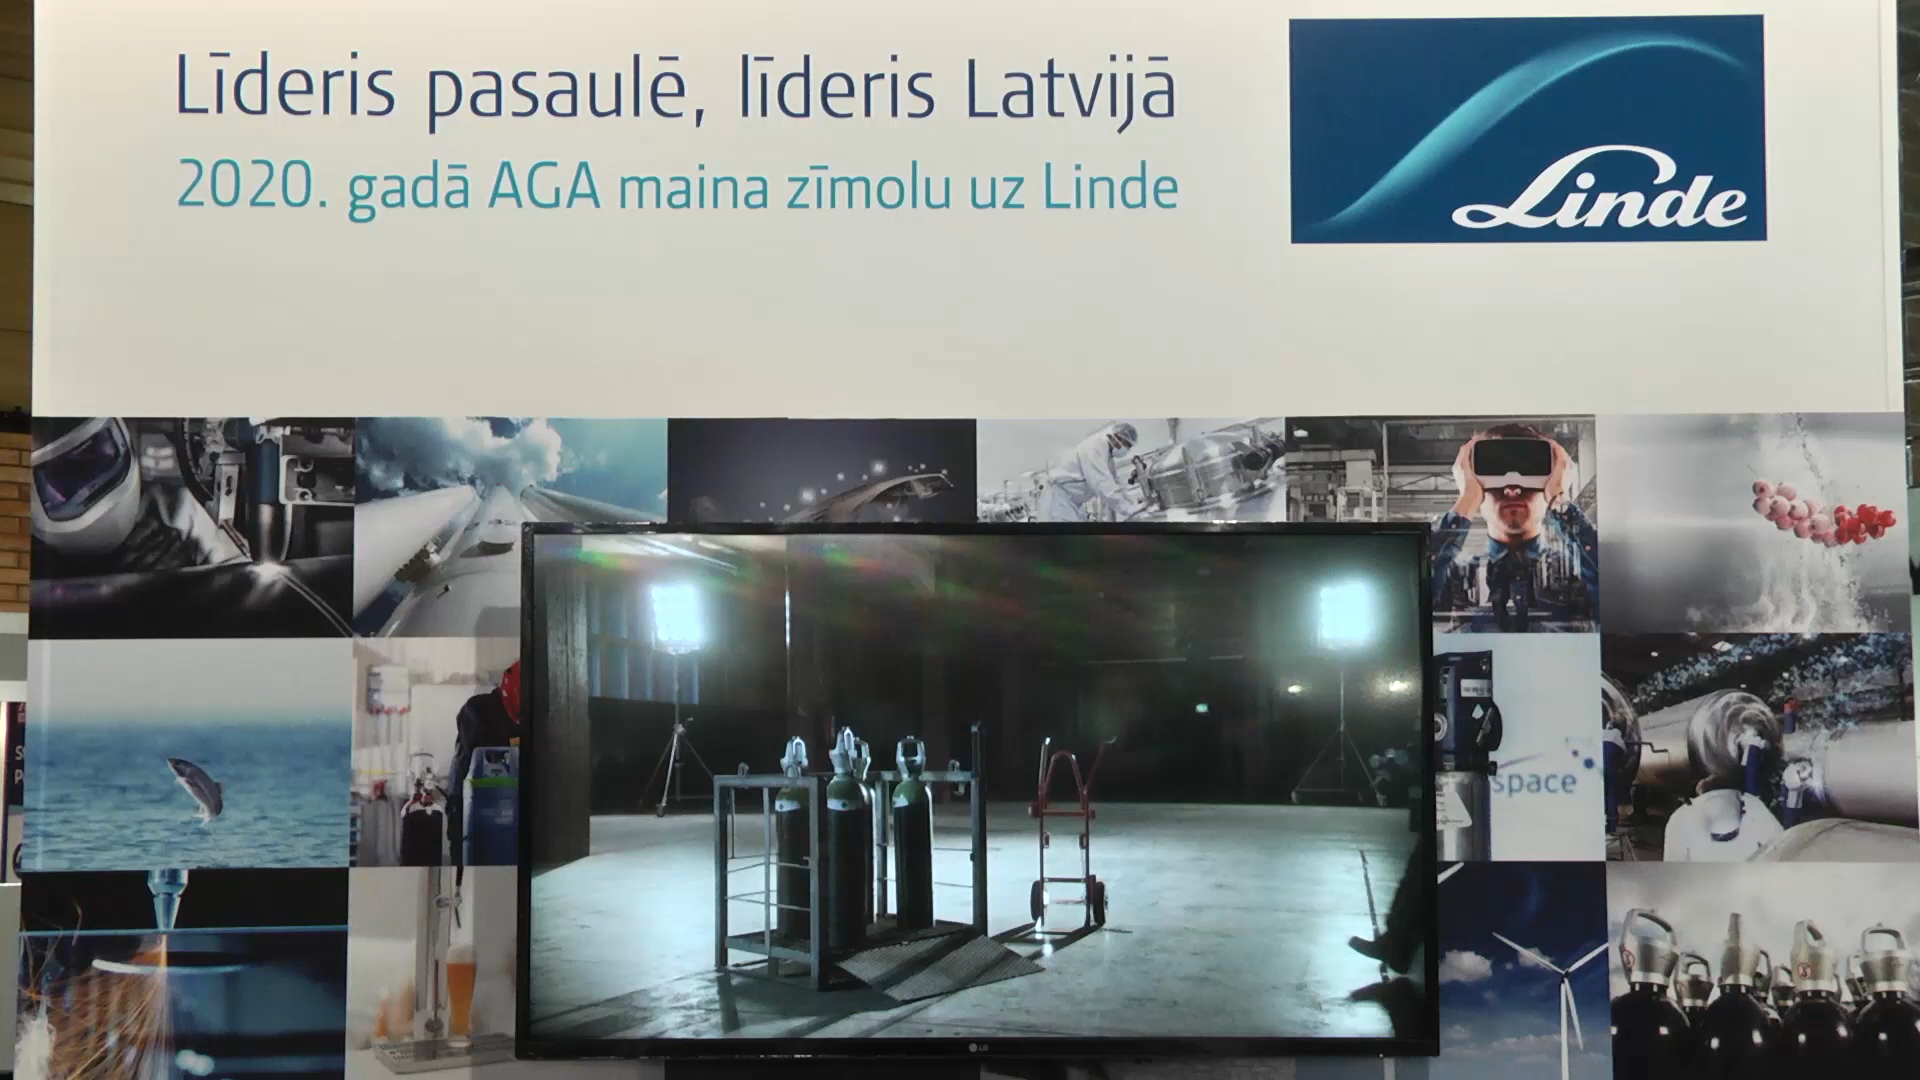 Līderis pasaulē, līderis Latvijā
2020. gadā AGA maina zīmolu uz Linde
Linde
space
LG